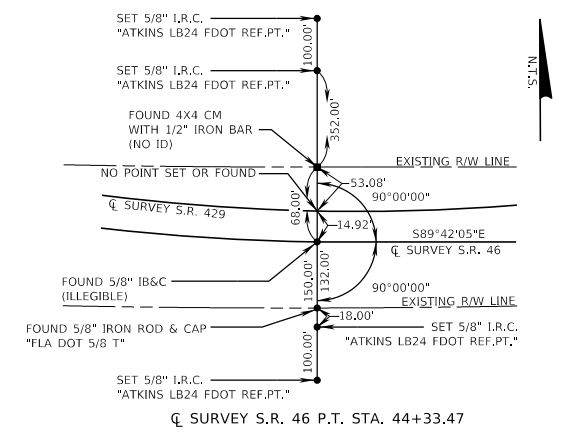 SET 5/8" I.R.C.
"ATKINS LB24 FDOT REF.PT."
100.00'
SET 5/8" I.R.C.
"ATKINS LB24 FDOT REF.PT."
N.T.S.
FOUND 4X4 CM
WITH 1/2" IRON BAR
(NO ID)
352.00'
EXISTING R/W LINE
NO POINT SET OR FOUND
53.08'
90°00'00"
68.00'
℄ SURVEY S.R. 429
14.92'
S89°42'05"E
℄ SURVEY S.R. 46
FOUND 5/8" IB&C
(ILLEGIBLE)
150.00'
132.00'
90°00'00"
EXISTING R/W LINE
FOUND 5/8" IRON ROD & CAP
"FLA DOT 5/8 T"
18.00'
SET 5/8" I.R.C.
"ATKINS LB24 FDOT REF.PT."
100.00'
SET 5/8" I.R.C.
"ATKINS LB24 FDOT REF.PT."
℄ SURVEY S.R. 46 P.T. STA. 44+33.47